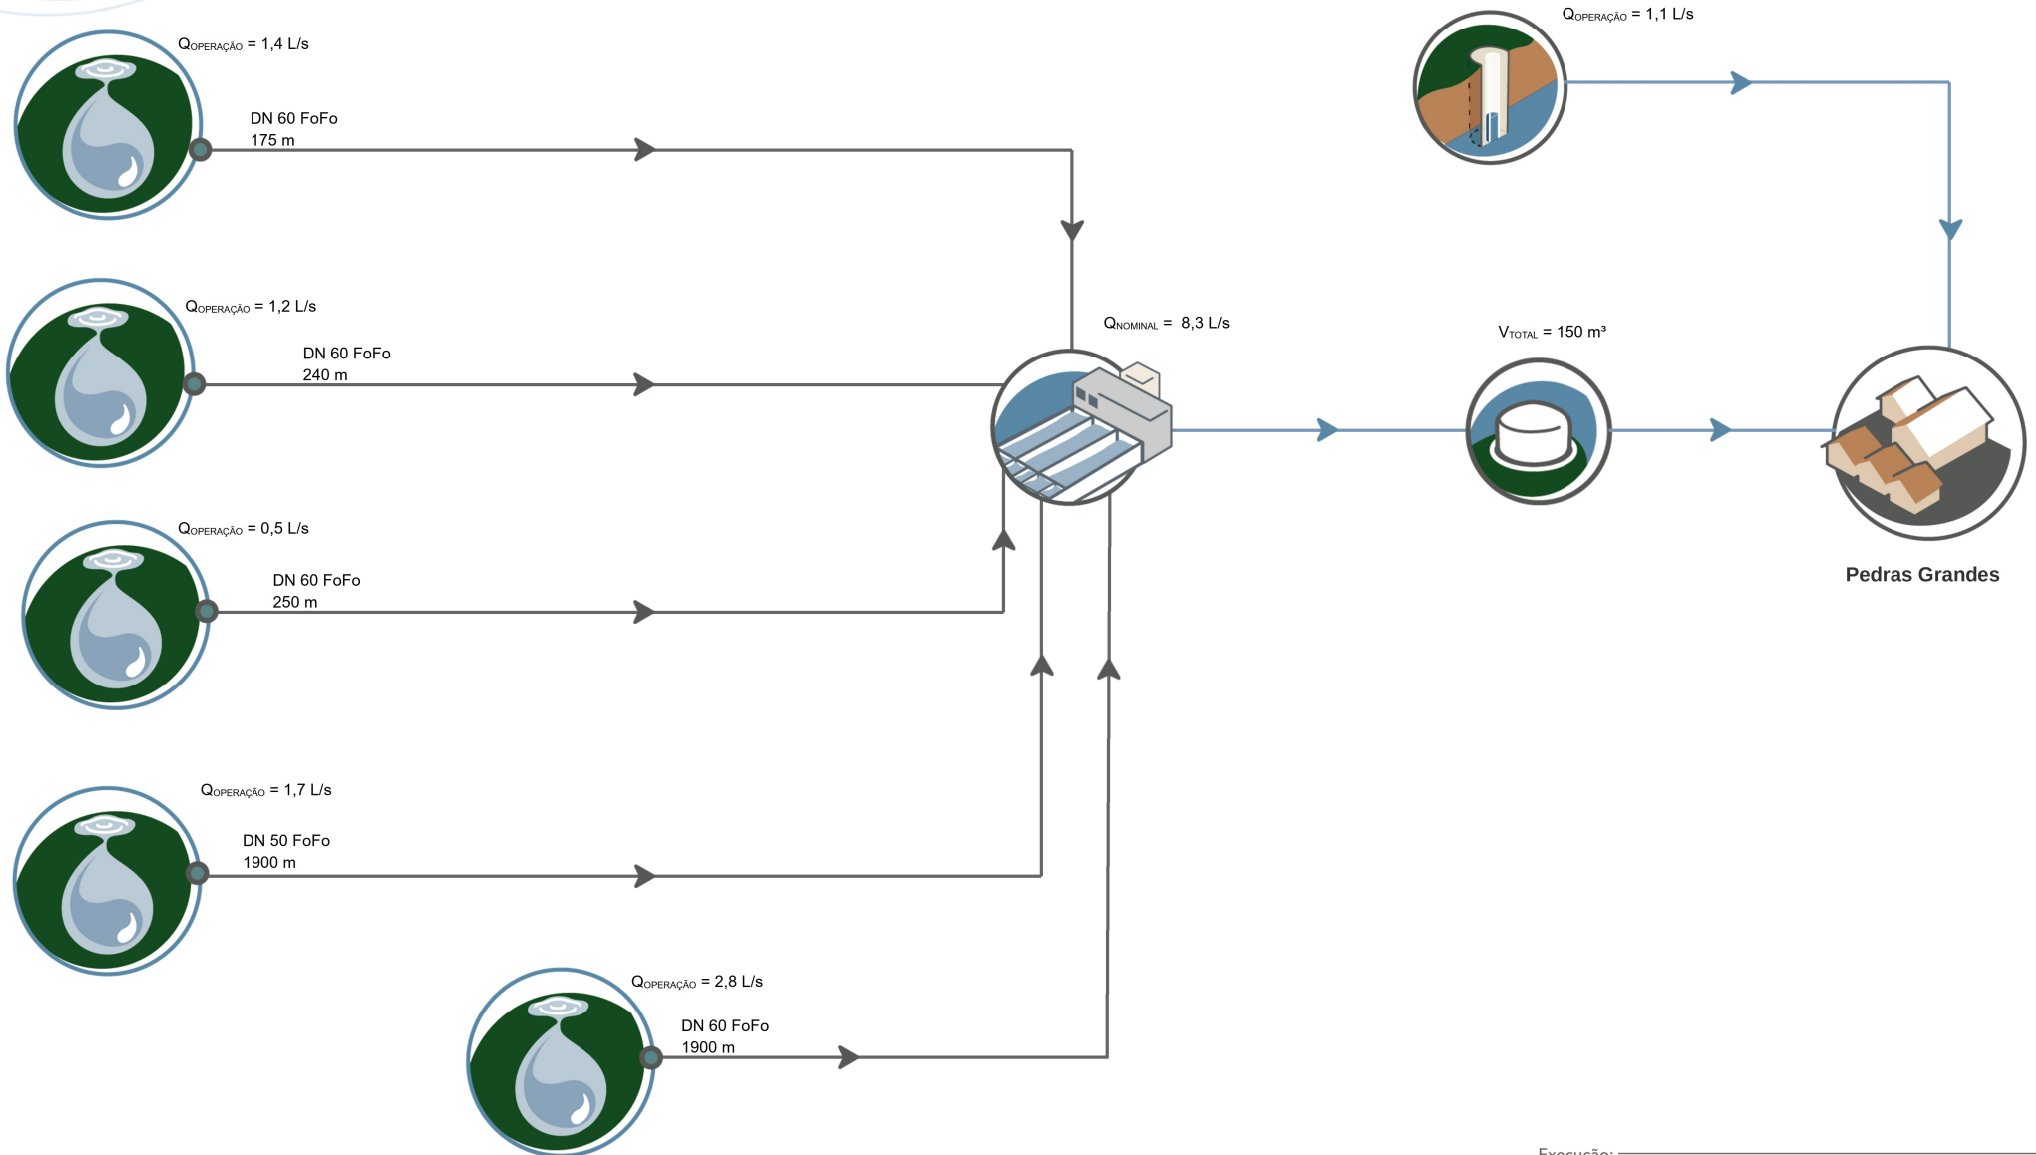 QOPERAÇÃO = 1,4 L/s
DN 60 FoFo
175 m
QOPERAÇÃO = 1,1 L/s
QOPERAÇÃO = 1,2 L/s
DN 60 FoFo
240 m
QNOMINAL = 8,3 L/s
VTOTAL = 150 m³
QOPERAÇÃO = 0,5 L/s
DN 60 FoFo
250 m
Pedras Grandes
QOPERAÇÃO = 1,7 L/s
DN 50 FoFo
1900 m
QOPERAÇÃO = 2,8 L/s
DN 60 FoFo
1900 m
Execução: